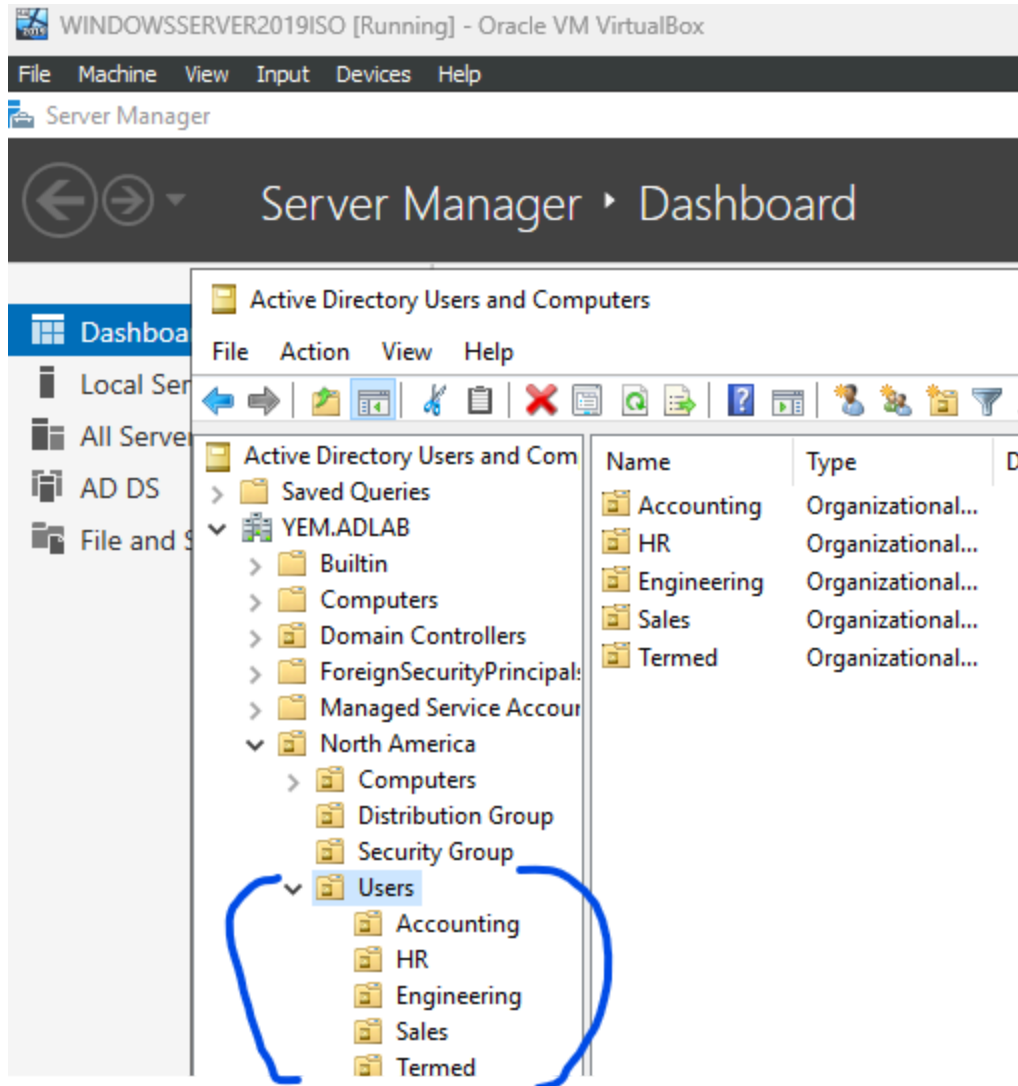 WINDOWSSERVER2019ISO [Running] - Oracle VM VirtualBox
File Machine View Input Devices Help
Server Manager
Server Manager ‣ Dashboard
Dashboa
Local Ser
All Server
AD DS
File and S
Active Directory Users and Computers
File Action View Help
Active Directory Users and Com
Saved Queries
YEM.ADLAB
Builtin
Computers
Domain Controllers
ForeignSecurityPrincipals
Managed Service Accour
North America
Computers
Distribution Group
Security Group
Users
Accounting
HR
Engineering
Sales
Termed
Name Type D
Accounting Organizational...
HR Organizational...
Engineering Organizational...
Sales Organizational...
Termed Organizational...